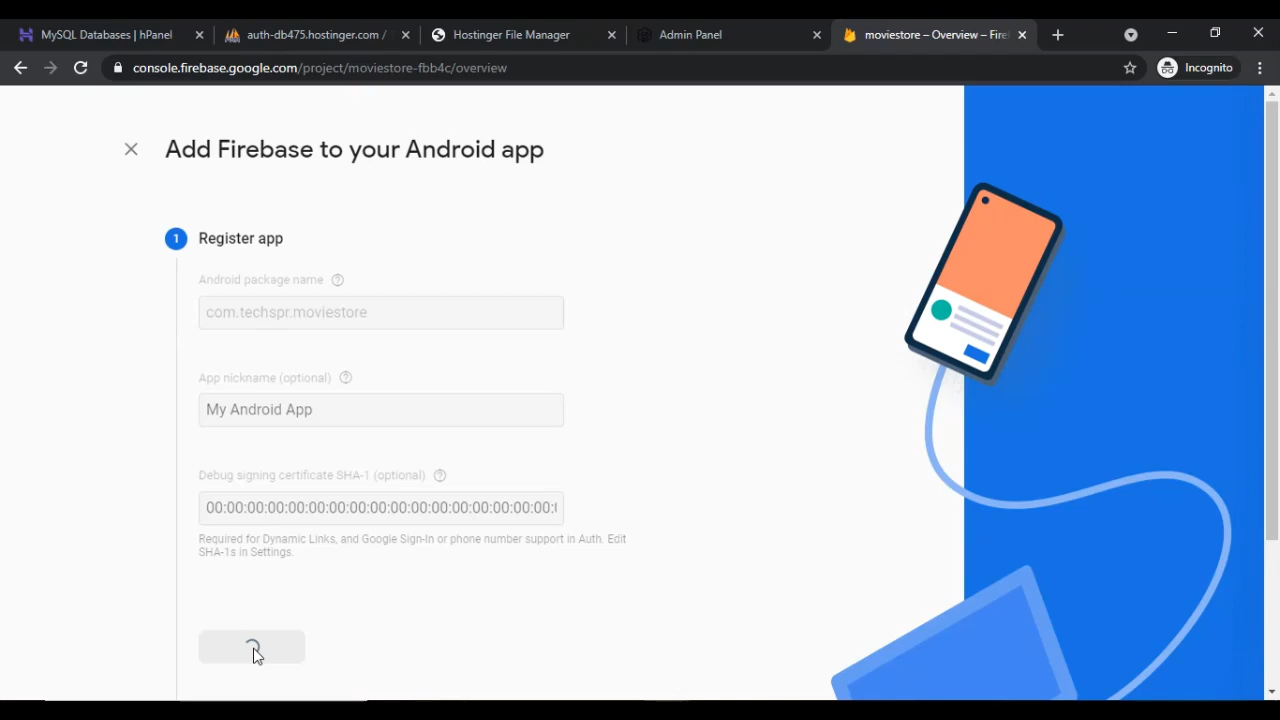 MySQL Databases | hPanel
auth-db475.hostinger.com /
Hostinger File Manager
Admin Panel
moviestore – Overview – Fire
console.firebase.google.com/project/moviestore-fbb4c/overview
Incognito
Add Firebase to your Android app
1 Register app
Android package name
com.techspr.moviestore
App nickname (optional)
My Android App
Debug signing certificate SHA-1 (optional)
00:00:00:00:00:00:00:00:00:00:00:00:00:00:00:00:00:
Required for Dynamic Links, and Google Sign-In or phone number support in Auth. Edit
SHA-1s in Settings.